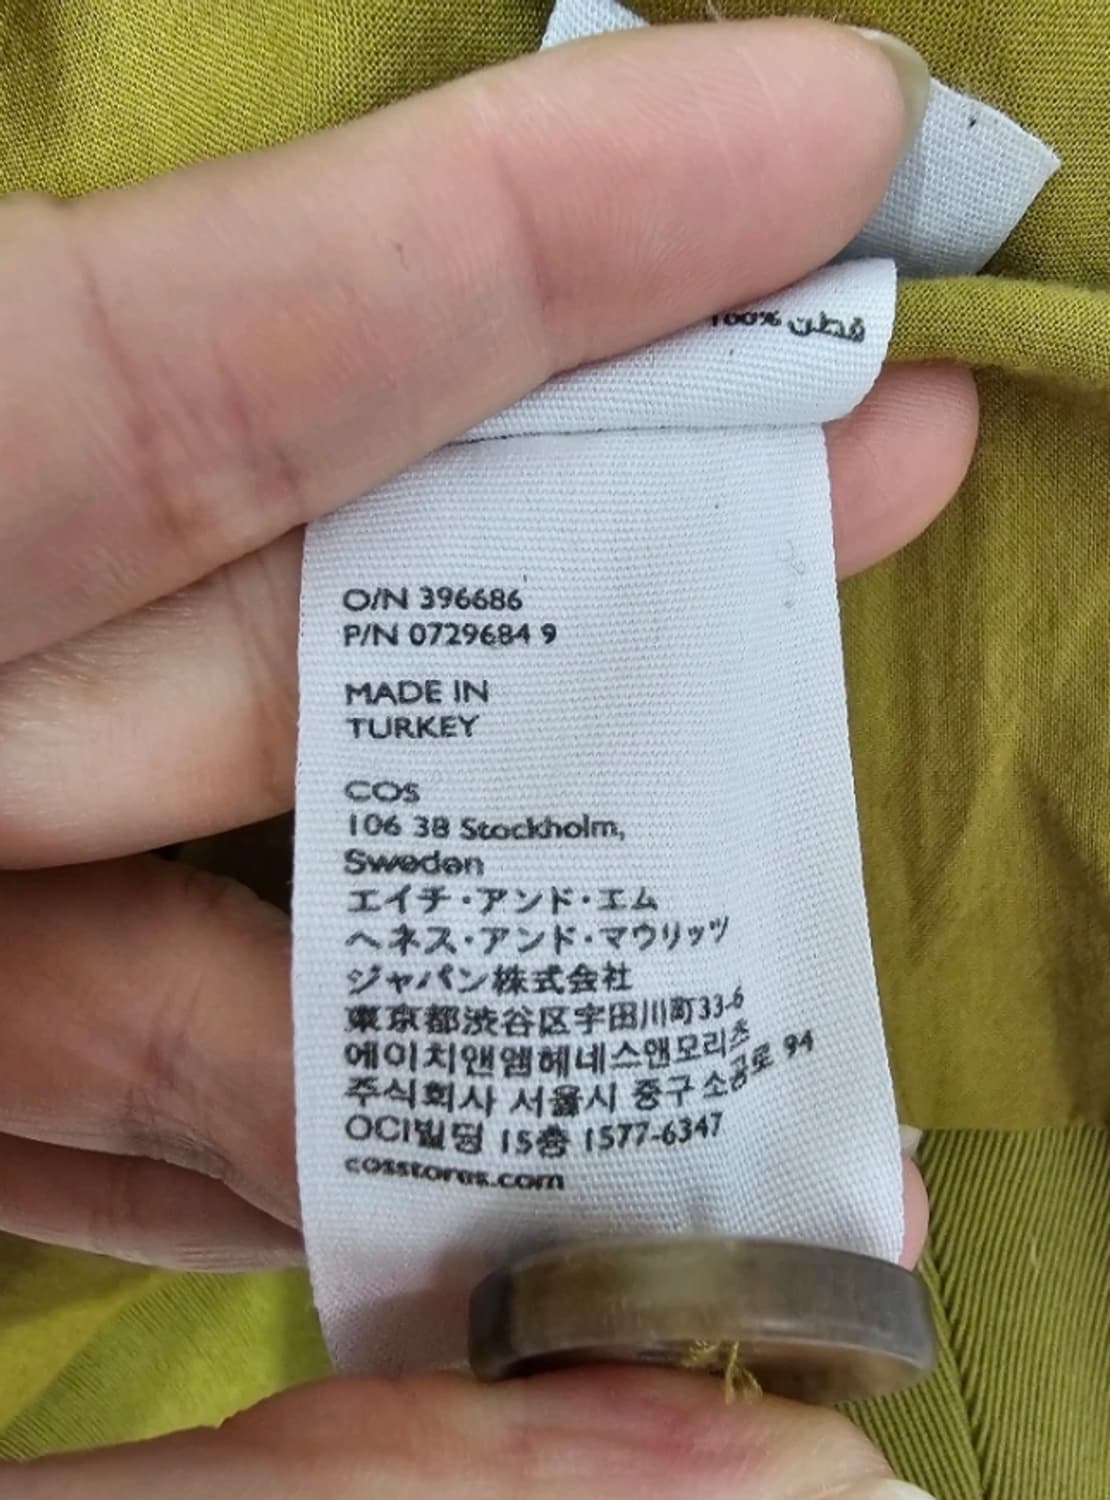 قطن 100%
O/N 396686
P/N 0729684 9
MADE IN
TURKEY
COS
106 38 Stockholm,
Sweden
エイチ・アンド・エム
ヘネス・アンド・マウリッツ
ジャパン株式会社
東京都渋谷区宇田川町33-6
에이치앤엠헤네스앤모리츠
주식회사 서울시 중구 소공로 94
OCI빌딩 15층 1577-6347
cosstores.com